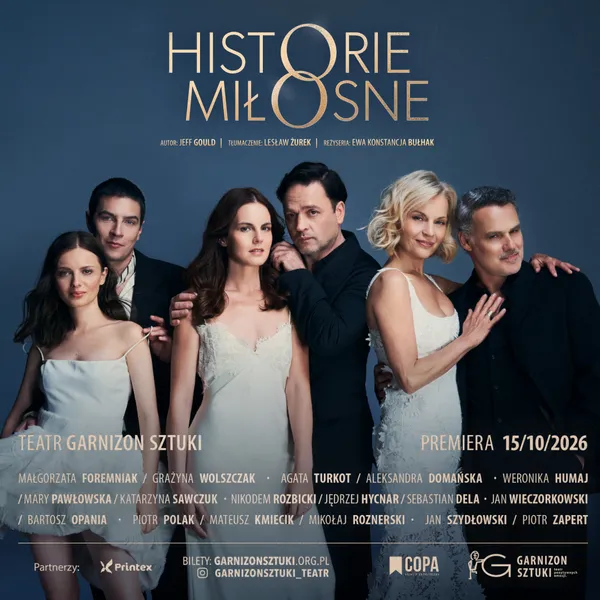 HISTORIE
MIŁOSNE
AUTOR: JEFF GOULD | TŁUMACZENIE: LESŁAW ŻUREK | REŻYSERIA: EWA KONSTANCJA BUŁHAK
TEATR GARNIZON SZTUKI
PREMIERA 15/10/2026
MAŁGORZATA FOREMNIAK / GRAŻYNA WOLSZCZAK · AGATA TURKOT / ALEKSANDRA DOMAŃSKA · WERONIKA HUMAJ
/ MARY PAWŁOWSKA / KATARZYNA SAWCZUK · NIKODEM ROZBICKI / JĘDRZEJ HYCNAR / SEBASTIAN DELA · JAN WIECZORKOWSKI
/ BARTOSZ OPANIA · PIOTR POLAK / MATEUSZ KMIECIK / MIKOŁAJ ROZNERSKI · JAN SZYDŁOWSKI / PIOTR ZAPERT
Partnerzy:
Printex
BILETY: GARNIZONSZTUKI.ORG.PL
GARNIZONSZTUKI_TEATR
COPA
G
GARNIZON
SZTUKI